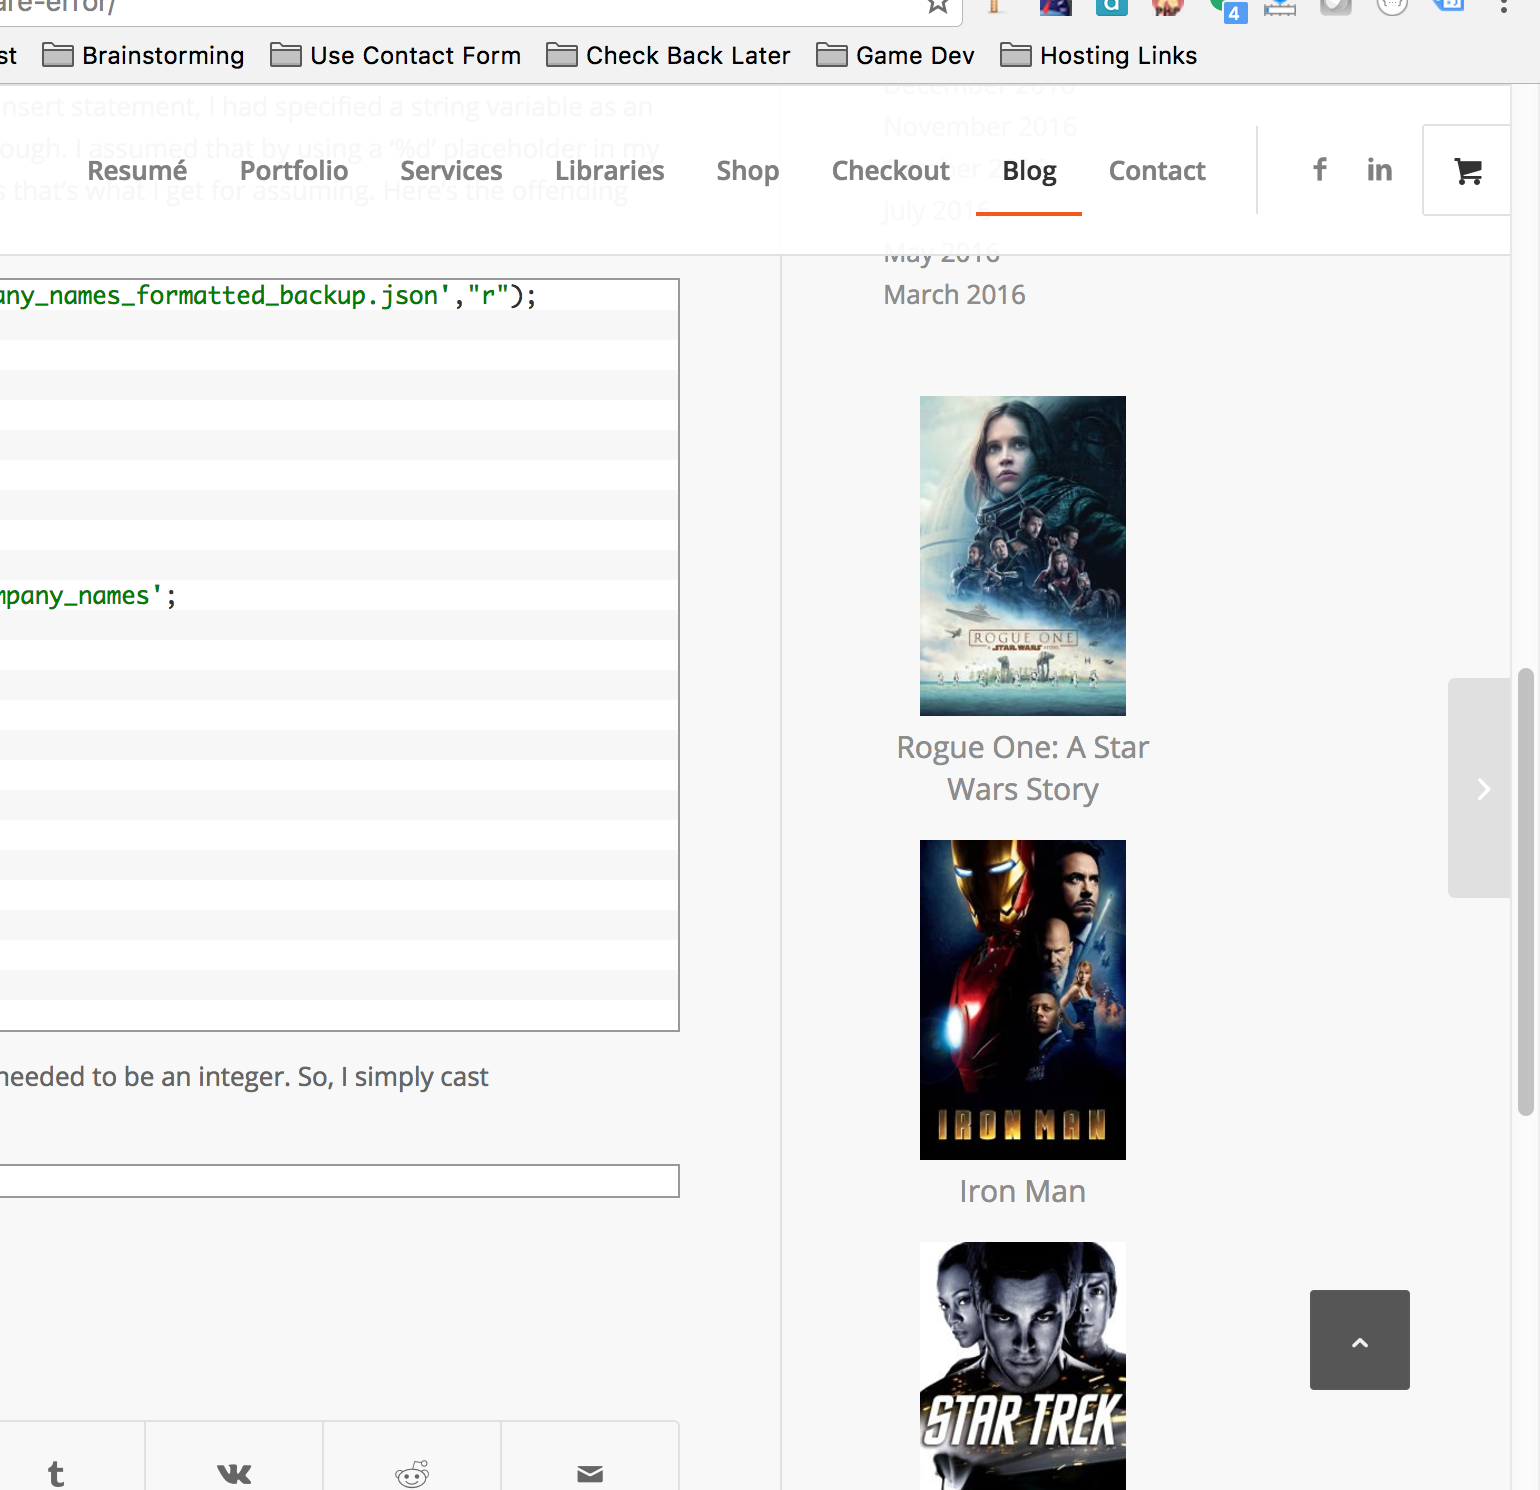 are-error/
4
st Brainstorming Use Contact Form Check Back Later Game Dev Hosting Links
insert statement, I had specified a string variable as an
ough. I assumed that by using a ‘%d’ placeholder in my
s that’s what I get for assuming. Here’s the offending
Resumé Portfolio Services Libraries Shop Checkout Blog Contact
December 2016
November 2016
July 2016
May 2016
March 2016
any_names_formatted_backup.json',"r");
mpany_names';
needed to be an integer. So, I simply cast
ROGUE ONE
A STAR WARS STORY
Rogue One: A Star
Wars Story
IRON MAN
Iron Man
STAR TREK